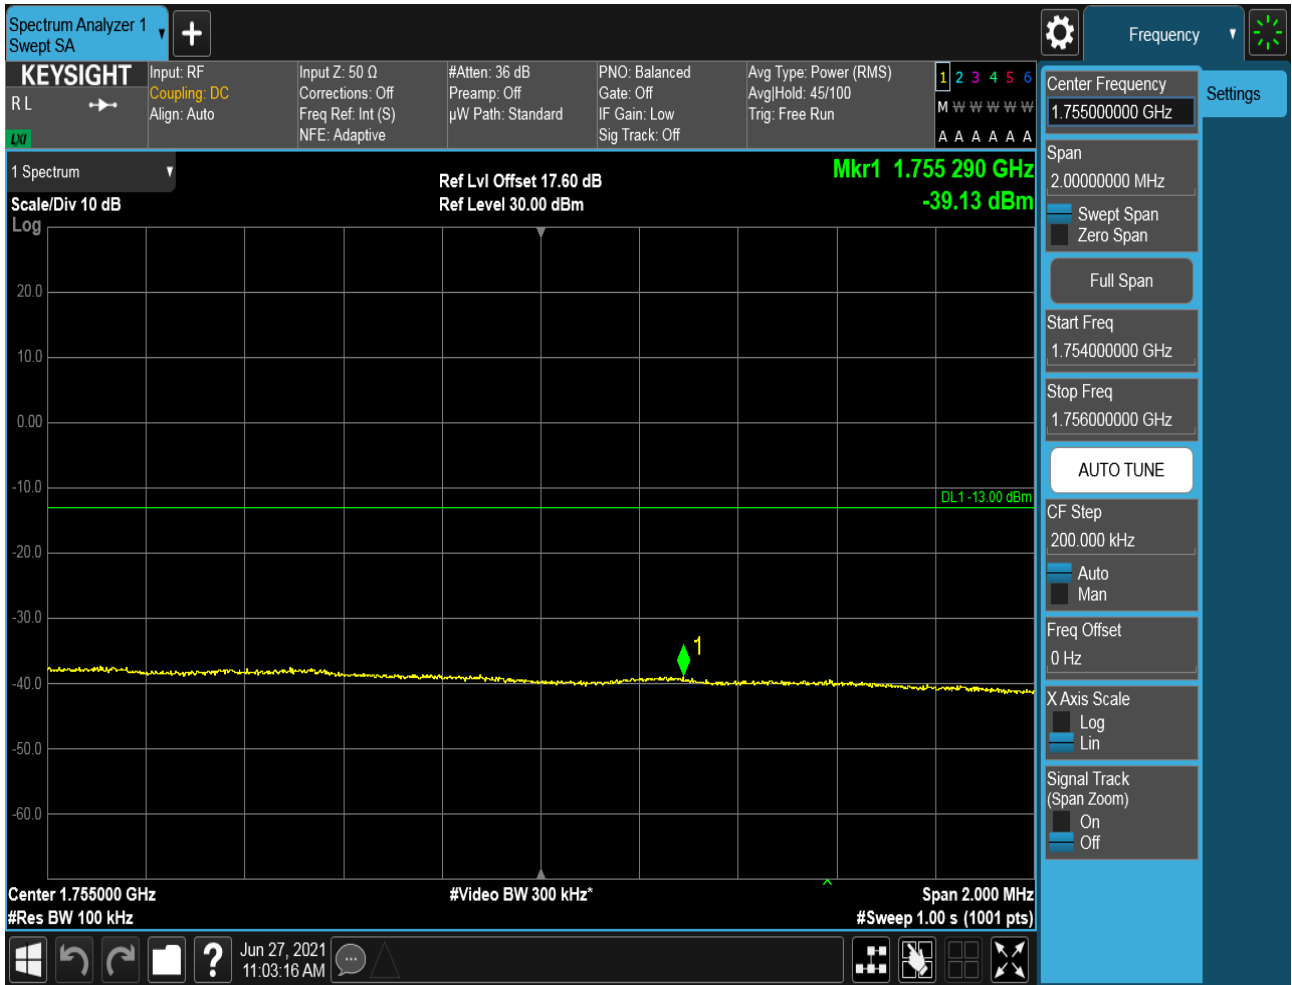 Spectrum Analyzer 1
Swept SA
Frequency
KEYSIGHT
R L
LXI
Input: RF
Coupling: DC
Align: Auto
Input Z: 50 Ω
Corrections: Off
Freq Ref: Int (S)
NFE: Adaptive
#Atten: 36 dB
Preamp: Off
µW Path: Standard
PNO: Balanced
Gate: Off
IF Gain: Low
Sig Track: Off
Avg Type: Power (RMS)
Avg|Hold: 45/100
Trig: Free Run
1 2 3 4 5 6
M W W W W W
A A A A A A
1 Spectrum
Scale/Div 10 dB
Log
Ref Lvl Offset 17.60 dB
Ref Level 30.00 dBm
Mkr1 1.755 290 GHz
-39.13 dBm
20.0
10.0
0.00
-10.0
DL1 -13.00 dBm
-20.0
-30.0
1
-40.0
-50.0
-60.0
Center 1.755000 GHz
#Res BW 100 kHz
#Video BW 300 kHz*
Span 2.000 MHz
#Sweep 1.00 s (1001 pts)
Center Frequency
1.755000000 GHz
Settings
Span
2.00000000 MHz
Swept Span
Zero Span
Full Span
Start Freq
1.754000000 GHz
Stop Freq
1.756000000 GHz
AUTO TUNE
CF Step
200.000 kHz
Auto
Man
Freq Offset
0 Hz
X Axis Scale
Log
Lin
Signal Track
(Span Zoom)
On
Off
?
Jun 27, 2021
11:03:16 AM